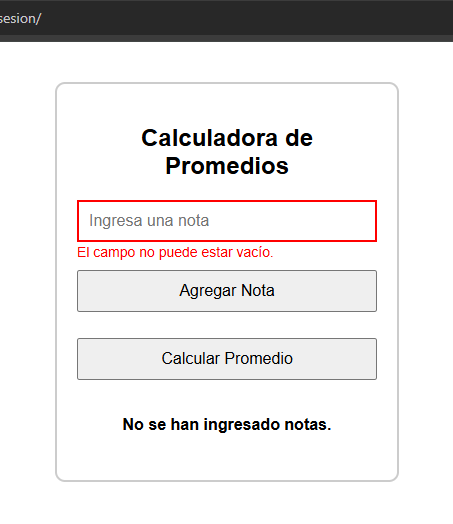 sesion/
Calculadora de
Promedios
Ingresa una nota
El campo no puede estar vacío.
Agregar Nota
Calcular Promedio
No se han ingresado notas.